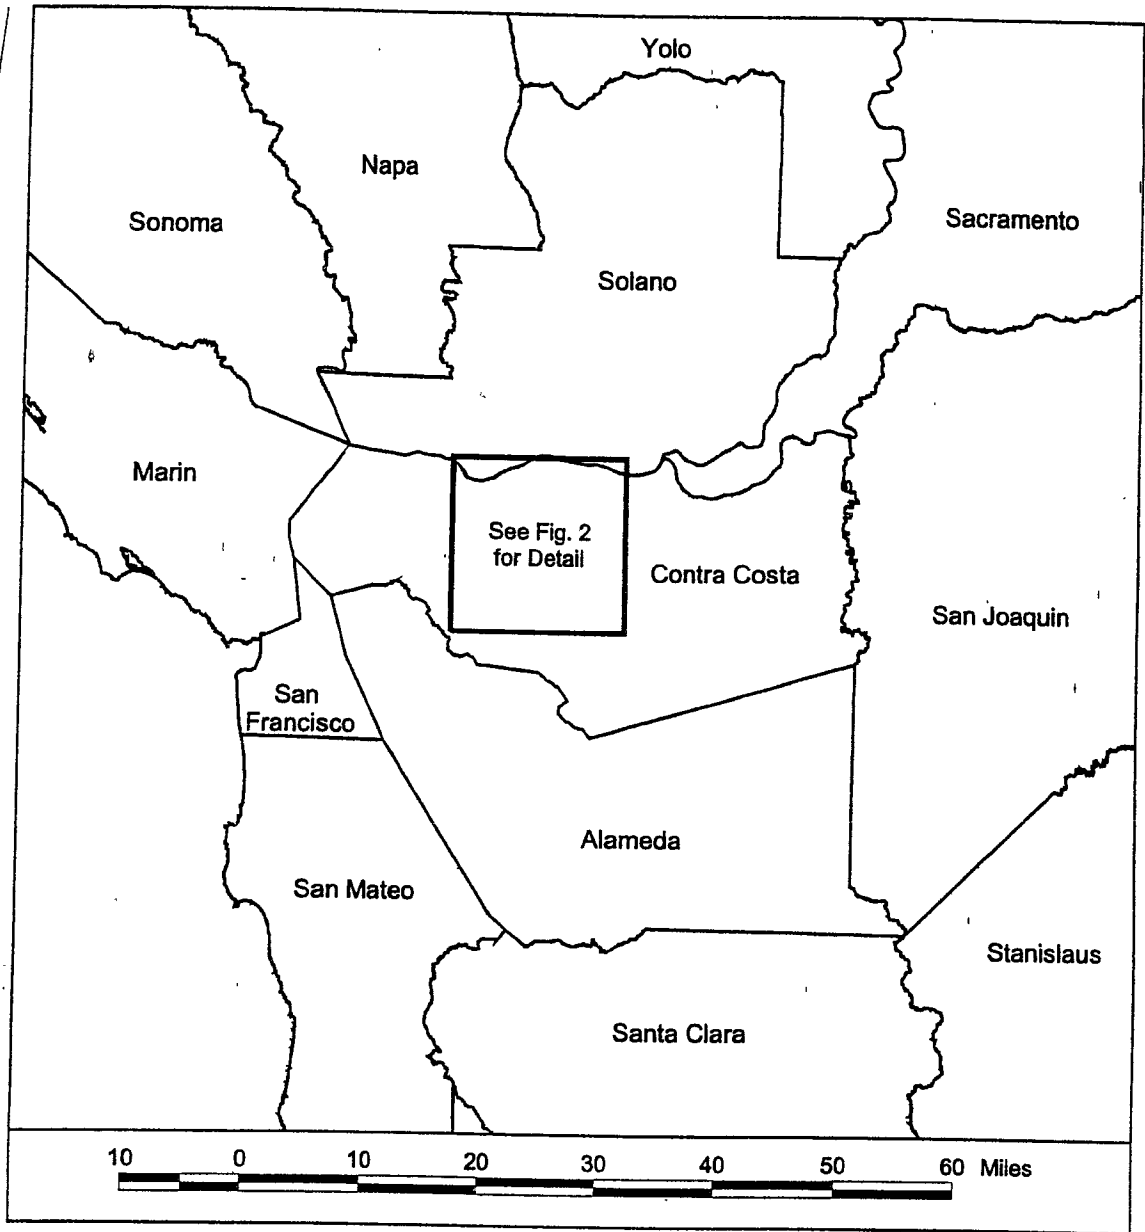 Yolo
Napa
Sonoma
Sacramento
Solano
Marin
See Fig. 2
for Detail
Contra Costa
San Joaquin
San
Francisco
Alameda
San Mateo
Stanislaus
Santa Clara
10 0 10 20 30 40 50 60 Miles